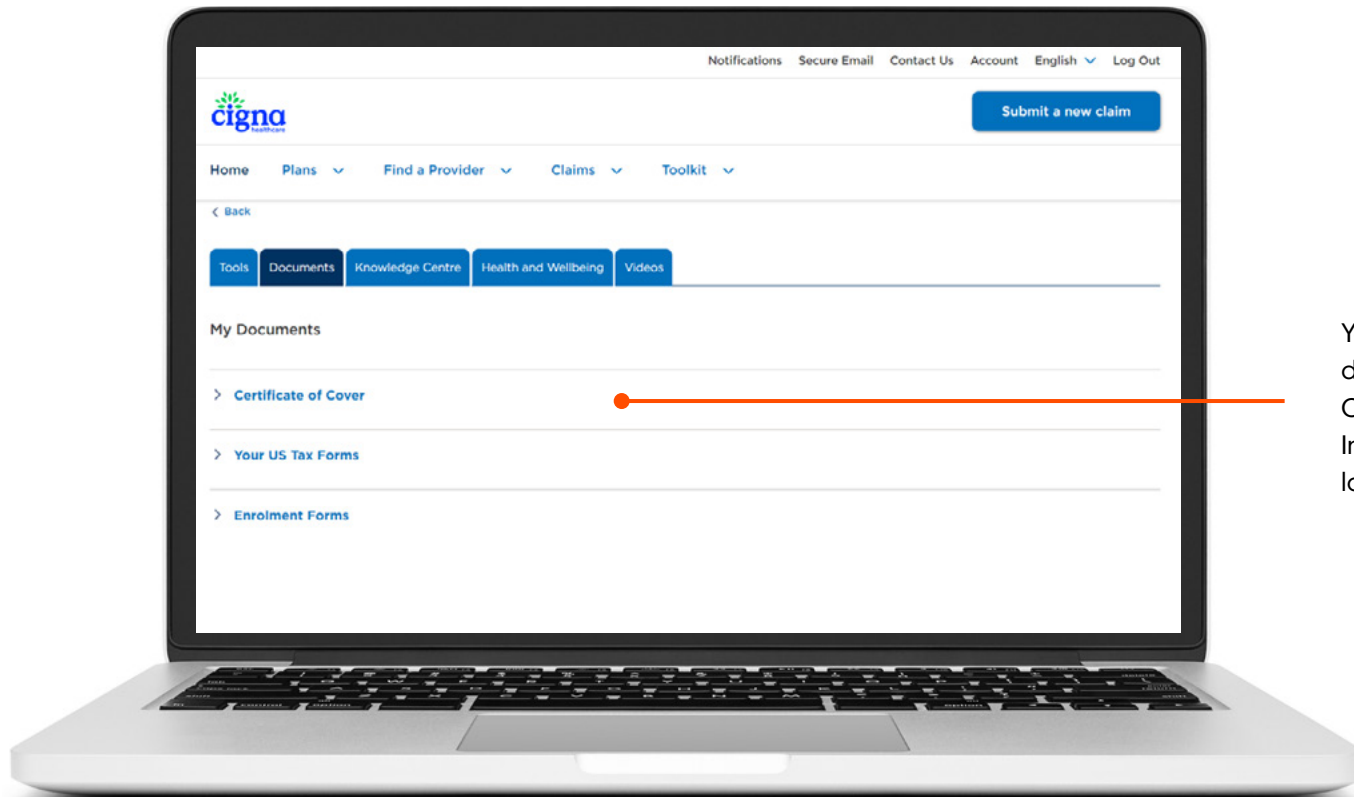 Notifications Secure Email Contact Us Account English Log Out
cigna
healthcare
Submit a new claim
Home Plans Find a Provider Claims Toolkit
Back
Tools Documents Knowledge Centre Health and Wellbeing Videos
My Documents
Certificate of Cover
Your US Tax Forms
Enrolment Forms